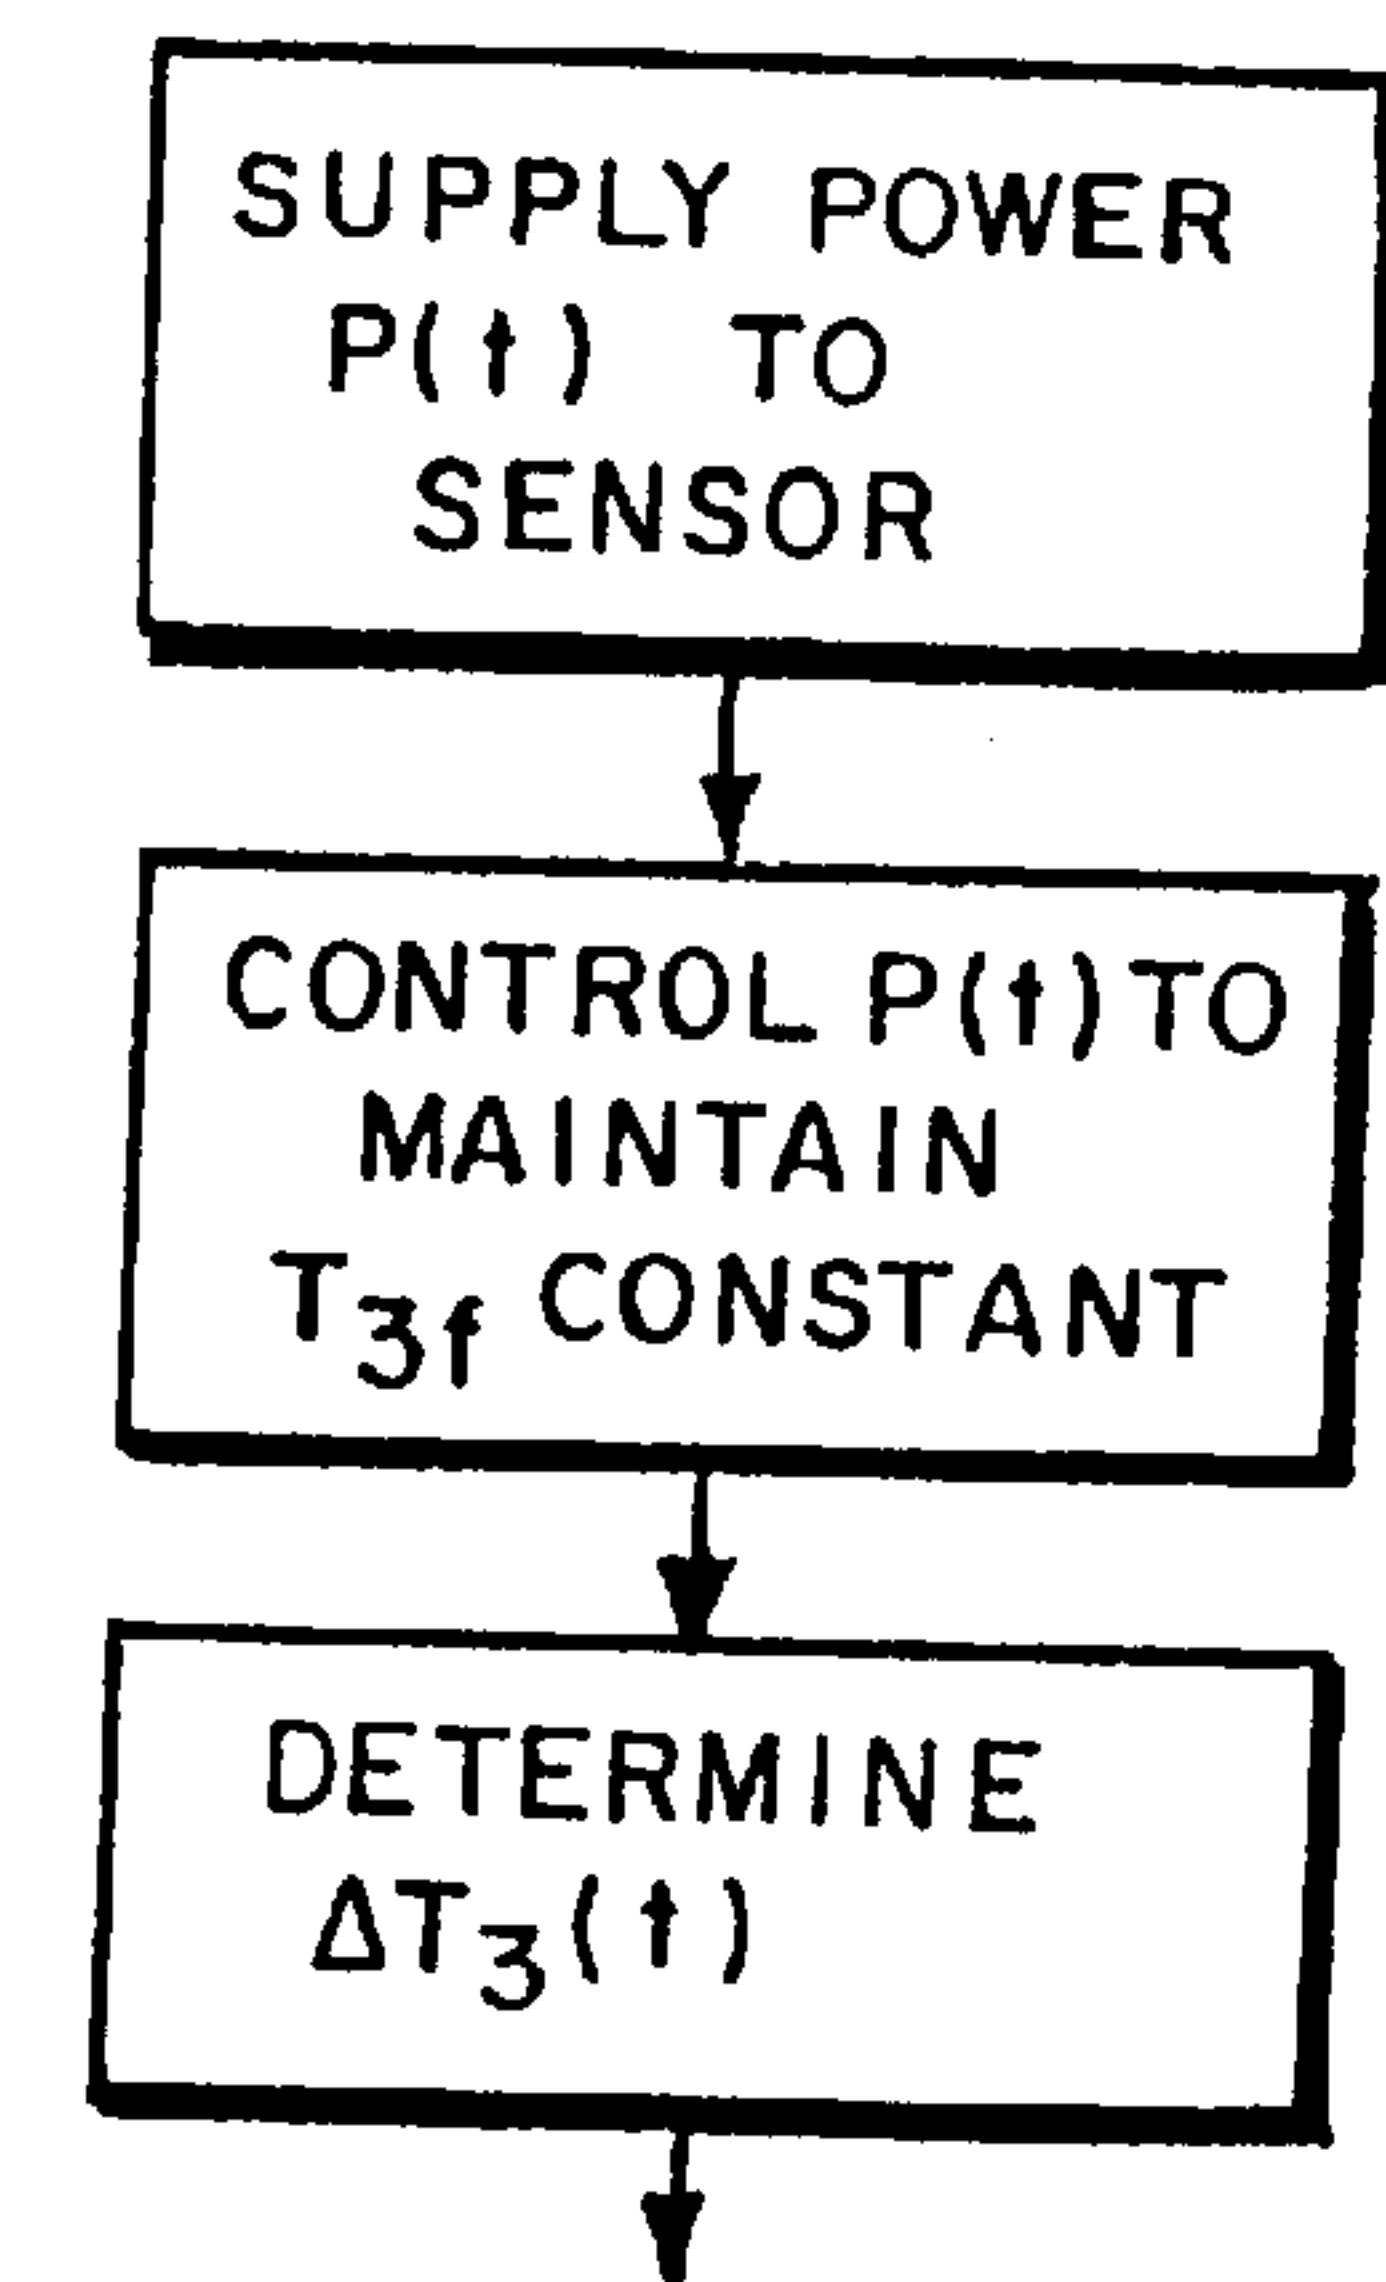 SUPPLY POWER
P(t) TO
SENSOR
CONTROL P(t) TO
MAINTAIN
T₃f CONSTANT
DETERMINE
ΔT₃(t)